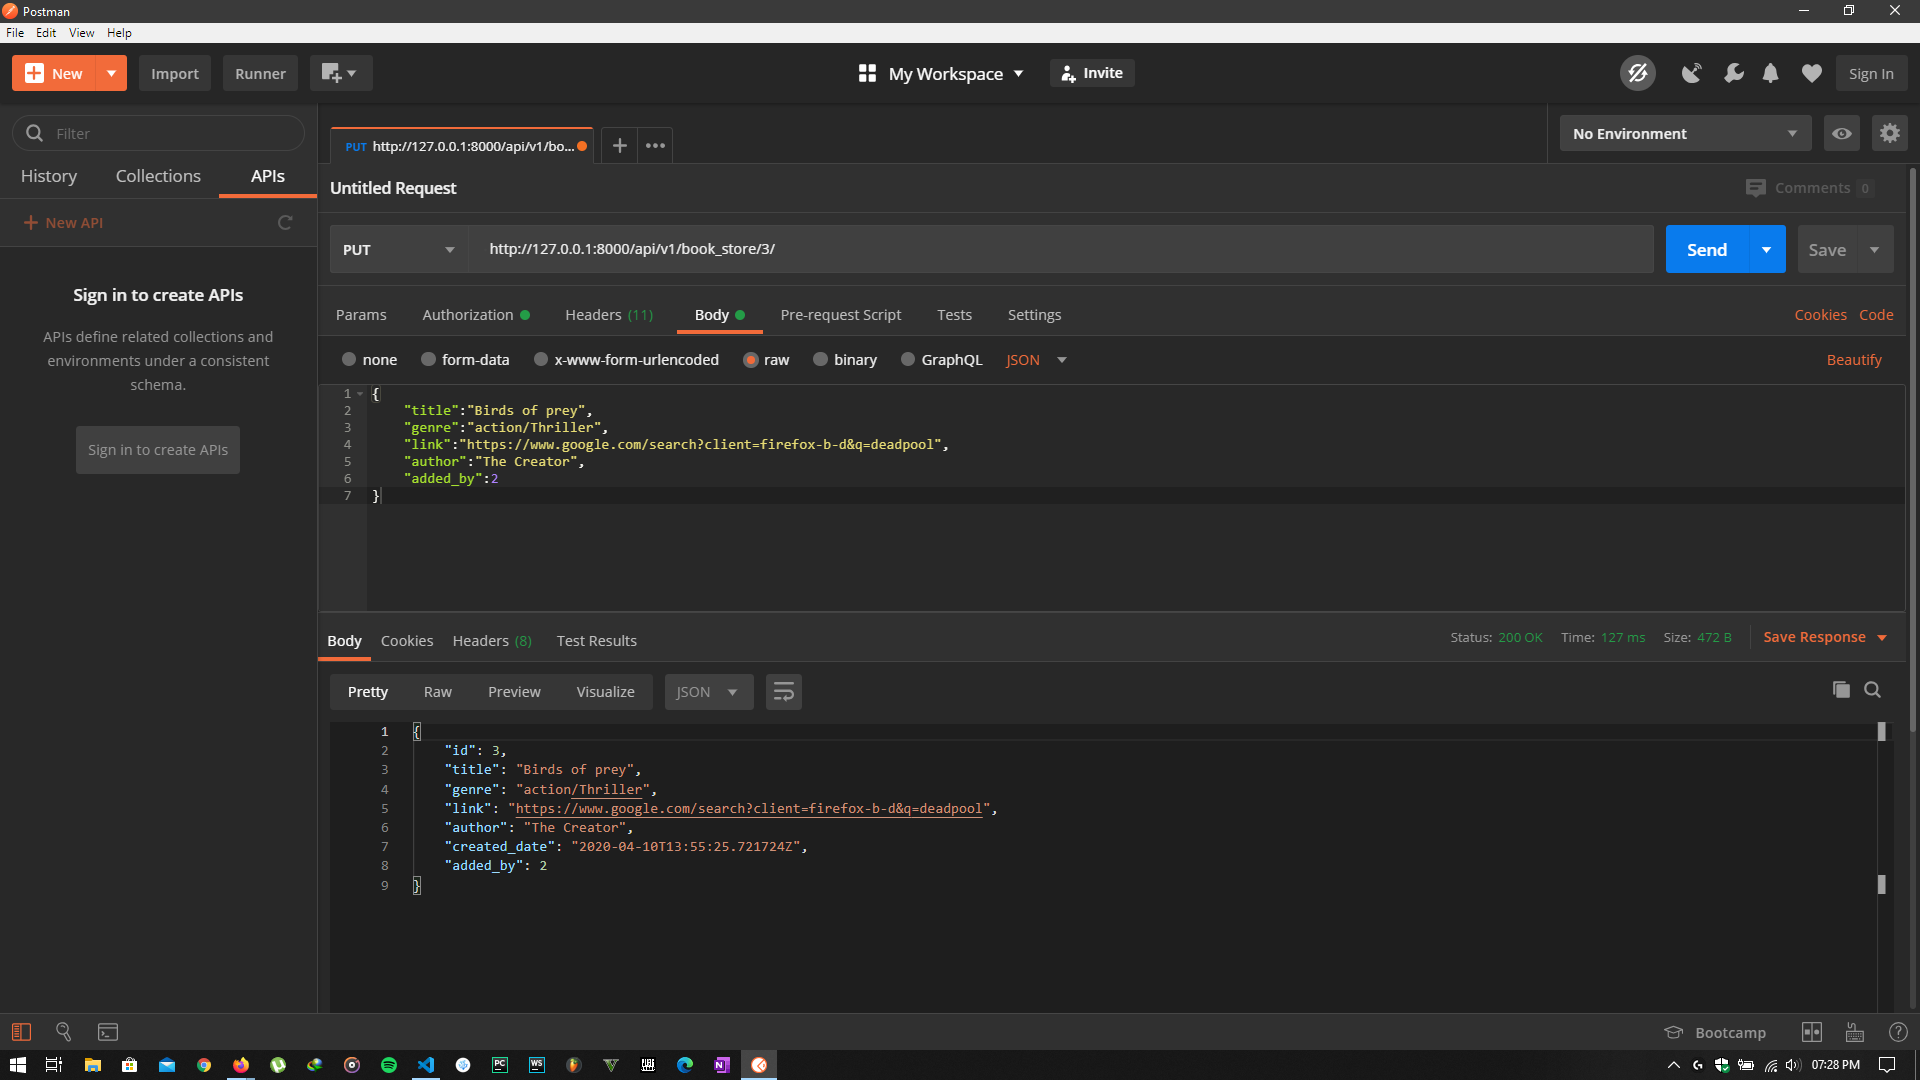 Postman
File Edit View Help
New Import Runner My Workspace Invite Sign In
Filter
History Collections APIs
New API
Sign in to create APIs
APIs define related collections and
environments under a consistent
schema.
Sign in to create APIs
PUT http://127.0.0.1:8000/api/v1/bo...
No Environment
Untitled Request
Comments 0
PUT http://127.0.0.1:8000/api/v1/book_store/3/
Send Save
Params Authorization Headers (11) Body Pre-request Script Tests Settings Cookies Code
none form-data x-www-form-urlencoded raw binary GraphQL JSON Beautify
1 {
2 "title":"Birds of prey",
3 "genre":"action/Thriller",
4 "link":"https://www.google.com/search?client=firefox-b-d&q=deadpool",
5 "author":"The Creator",
6 "added_by":2
7 }
Body Cookies Headers (8) Test Results Status: 200 OK Time: 127 ms Size: 472 B Save Response
Pretty Raw Preview Visualize JSON
1 {
2 "id": 3,
3 "title": "Birds of prey",
4 "genre": "action/Thriller",
5 "link": "https://www.google.com/search?client=firefox-b-d&q=deadpool",
6 "author": "The Creator",
7 "created_date": "2020-04-10T13:55:25.721724Z",
8 "added_by": 2
9 }
Bootcamp
PC WS N 07:28 PM